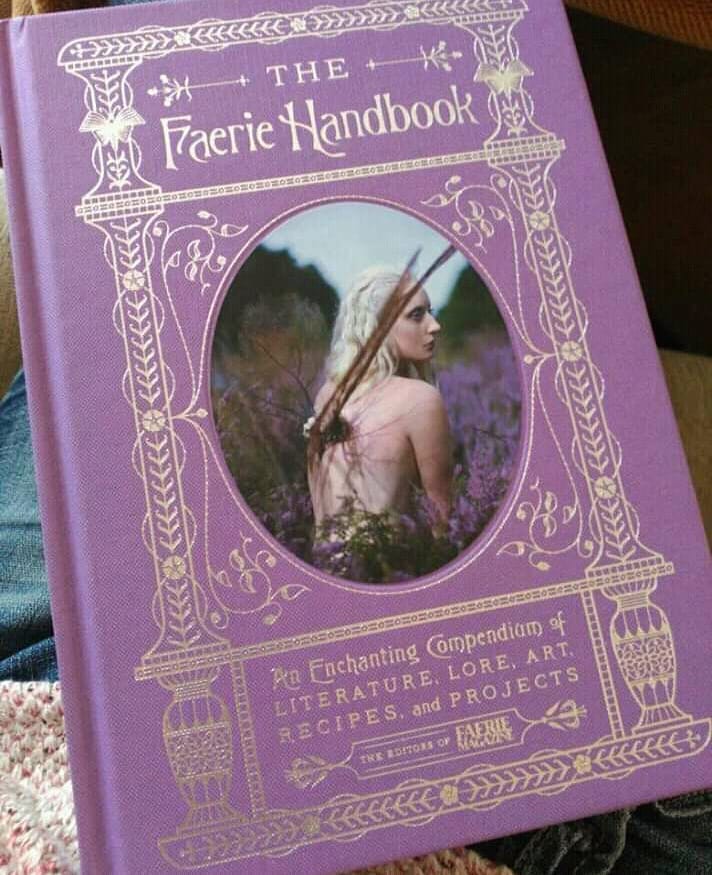 THE
Faerie Handbook
An Enchanting Compendium of
LITERATURE, LORE, ART,
RECIPES, and PROJECTS
THE EDITORS OF FAERIE
MAGAZINE